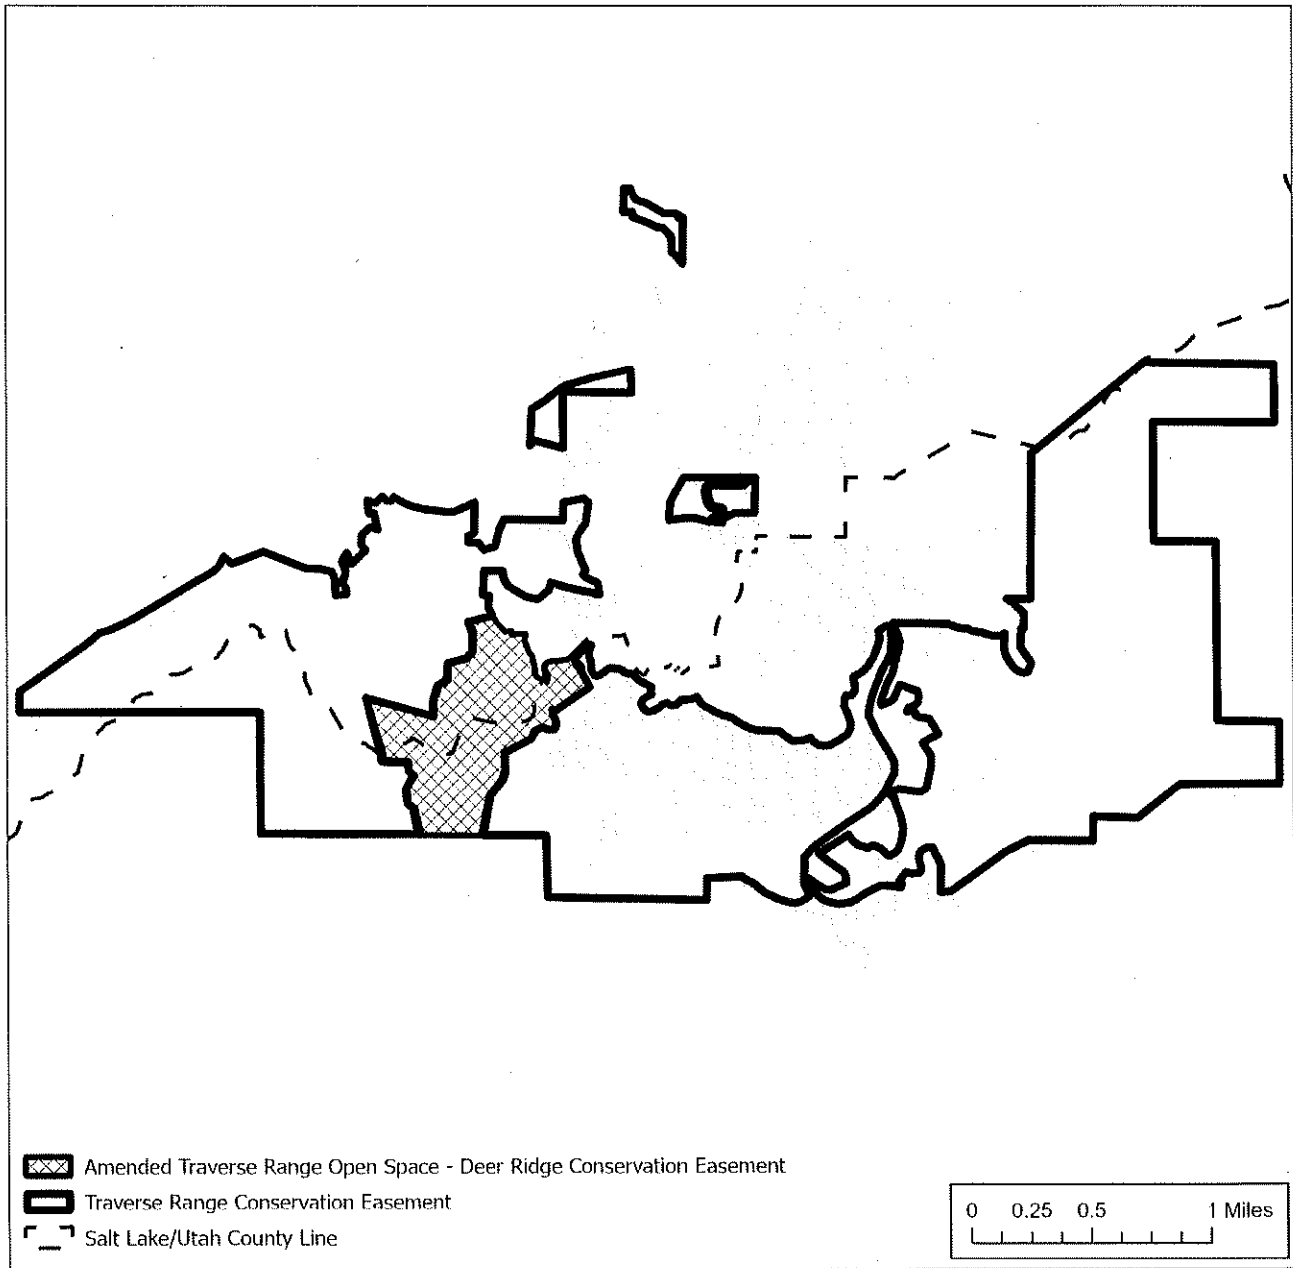 Amended Traverse Range Open Space - Deer Ridge Conservation Easement
Traverse Range Conservation Easement
Salt Lake/Utah County Line
0 0.25 0.5 1 Miles